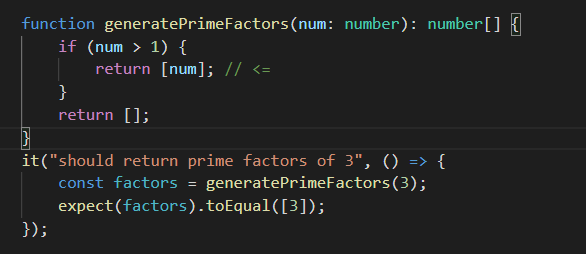 function generatePrimeFactors(num: number): number[] {
    if (num > 1) {
        return [num]; // <=
    }
    return [];
}
it("should return prime factors of 3", () => {
    const factors = generatePrimeFactors(3);
    expect(factors).toEqual([3]);
});